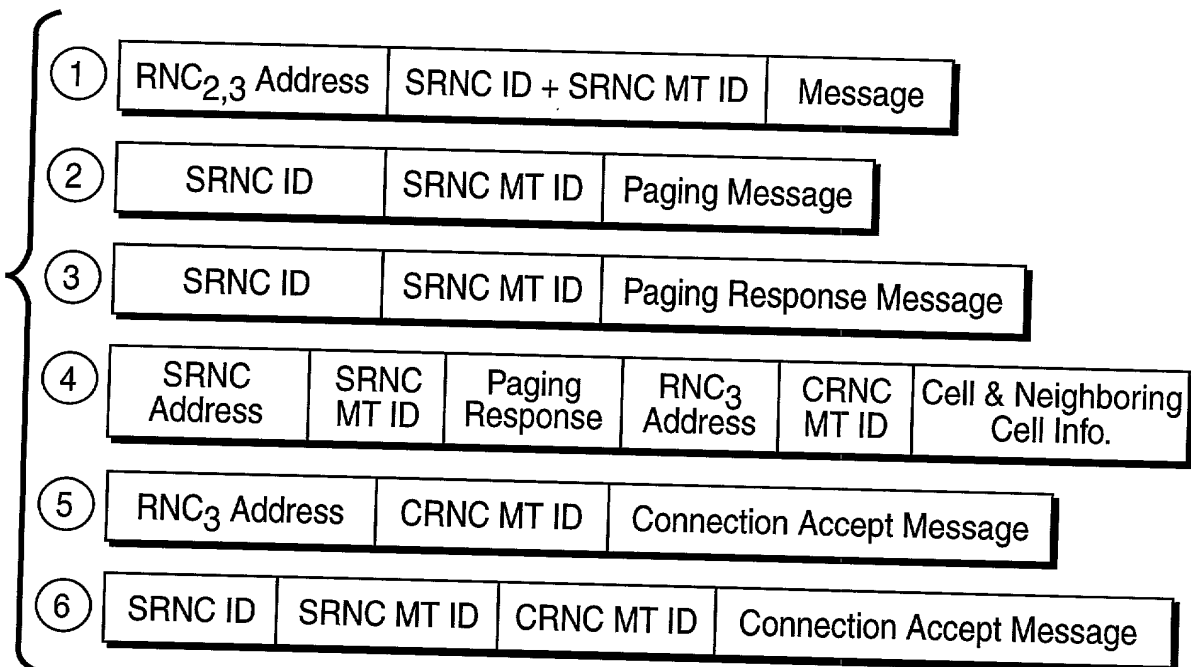 1 RNC2,3 Address SRNC ID + SRNC MT ID Message
2 SRNC ID SRNC MT ID Paging Message
3 SRNC ID SRNC MT ID Paging Response Message
4 SRNC Address SRNC MT ID Paging Response RNC3 Address CRNC MT ID Cell & Neighboring Cell Info.
5 RNC3 Address CRNC MT ID Connection Accept Message
6 SRNC ID SRNC MT ID CRNC MT ID Connection Accept Message